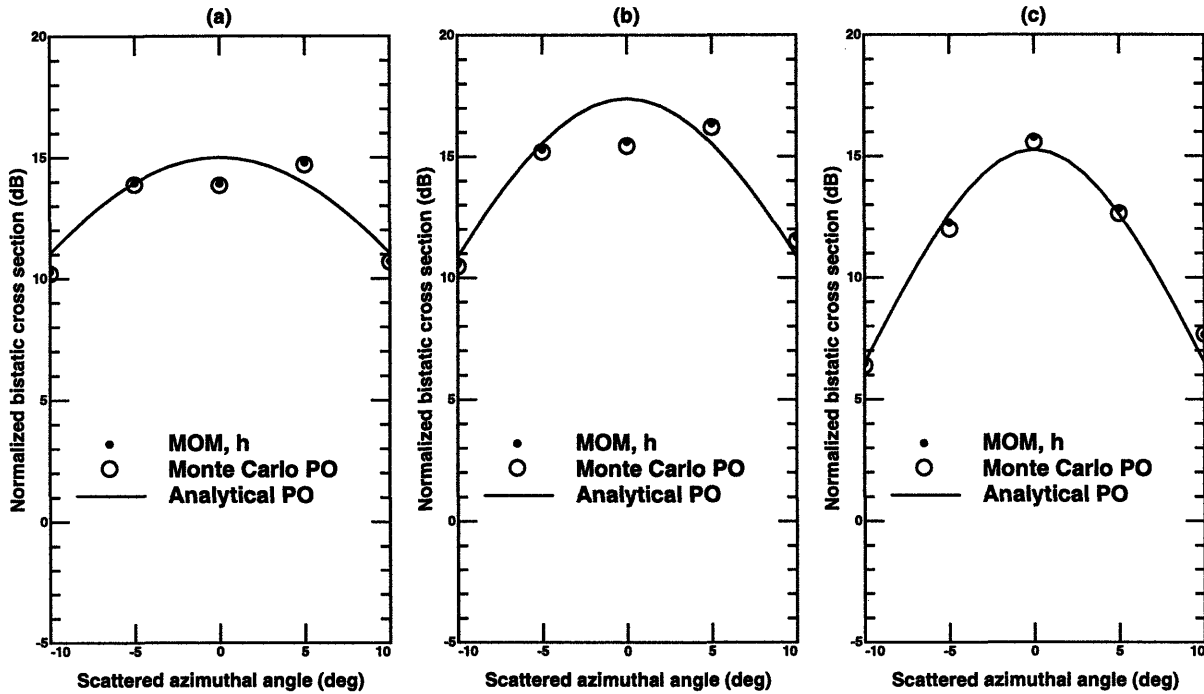 (a)
20
15
10
5
0
-5
-10
-5
0
5
10
Normalized bistatic cross section (dB)
Scattered azimuthal angle (deg)
MOM, h
Monte Carlo PO
Analytical PO
(b)
20
15
10
5
0
-5
-10
-5
0
5
10
Normalized bistatic cross section (dB)
Scattered azimuthal angle (deg)
MOM, h
Monte Carlo PO
Analytical PO
(c)
20
15
10
5
0
-5
-10
-5
0
5
10
Normalized bistatic cross section (dB)
Scattered azimuthal angle (deg)
MOM, h
Monte Carlo PO
Analytical PO